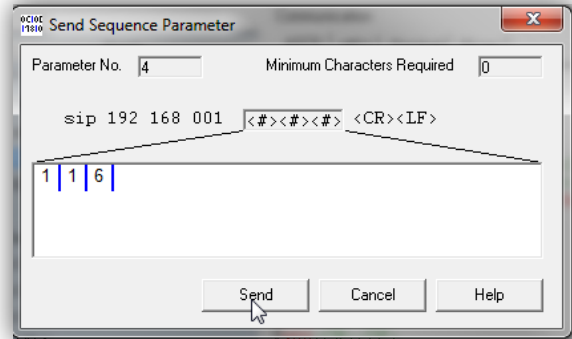 Send Sequence Parameter
Parameter No. 4 Minimum Characters Required 0
sip 192 168 001 <#><#><#> <CR><LF>
1 1 6
Send Cancel Help